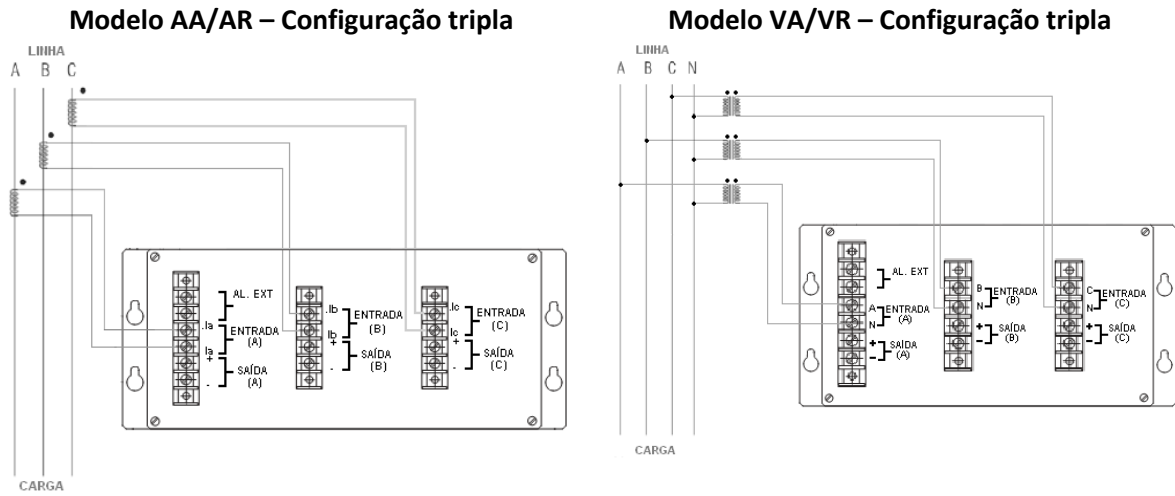 Modelo AA/AR – Configuração tripla
LINHA
A B C
AL. EXT
.Ia
ENTRADA
(A)
Ia
+
SAÍDA
(A)
-
.Ib
ENTRADA
(B)
Ib
+
SAÍDA
(B)
-
.Ic
ENTRADA
(C)
Ic
+
SAÍDA
(C)
-
CARGA
Modelo VA/VR – Configuração tripla
LINHA
A B C N
AL. EXT
A
ENTRADA
(A)
N
+
SAÍDA
(A)
-
B
ENTRADA
(B)
N
+
SAÍDA
(B)
-
C
ENTRADA
(C)
N
+
SAÍDA
(C)
-
CARGA